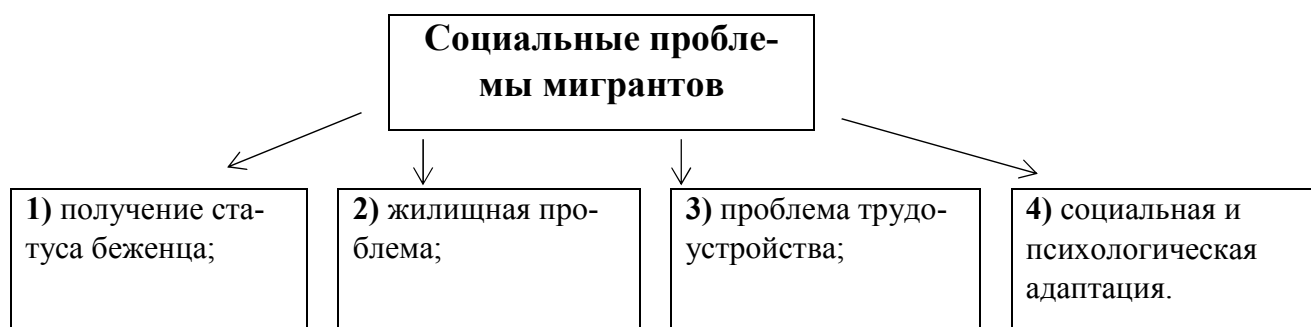 Социальные пробле-
мы мигрантов
1) получение ста-
туса беженца;
2) жилищная про-
блема;
3) проблема трудо-
устройства;
4) социальная и
психологическая
адаптация.